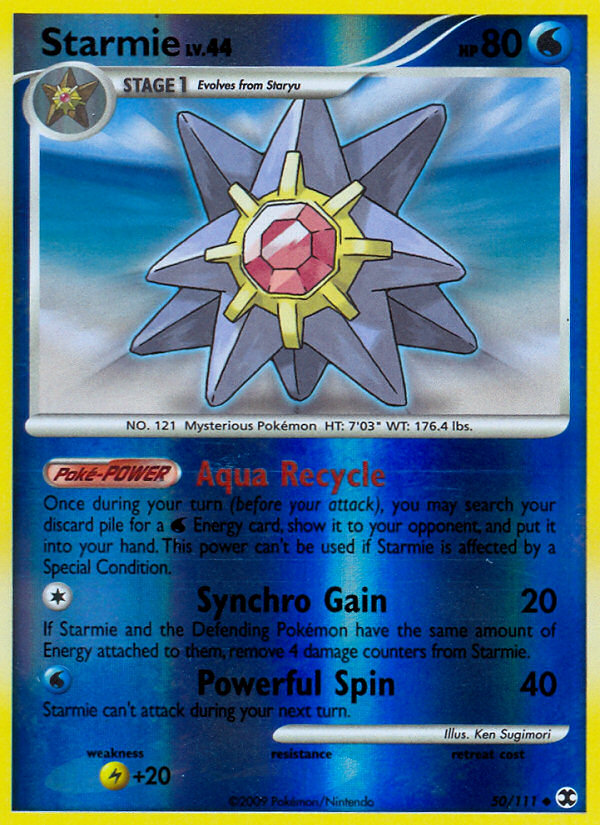 Starmie LV.44 HP 80
STAGE 1 Evolves from Staryu
NO. 121 Mysterious Pokémon HT: 7'03" WT: 176.4 lbs.
Poké-POWER Aqua Recycle
Once during your turn (before your attack), you may search your
discard pile for a Energy card, show it to your opponent, and put it
into your hand. This power can't be used if Starmie is affected by a
Special Condition.
Synchro Gain 20
If Starmie and the Defending Pokémon have the same amount of
Energy attached to them, remove 4 damage counters from Starmie.
Powerful Spin 40
Starmie can't attack during your next turn.
Illus. Ken Sugimori
weakness resistance retreat cost
+20
©2009 Pokémon/Nintendo 50/111